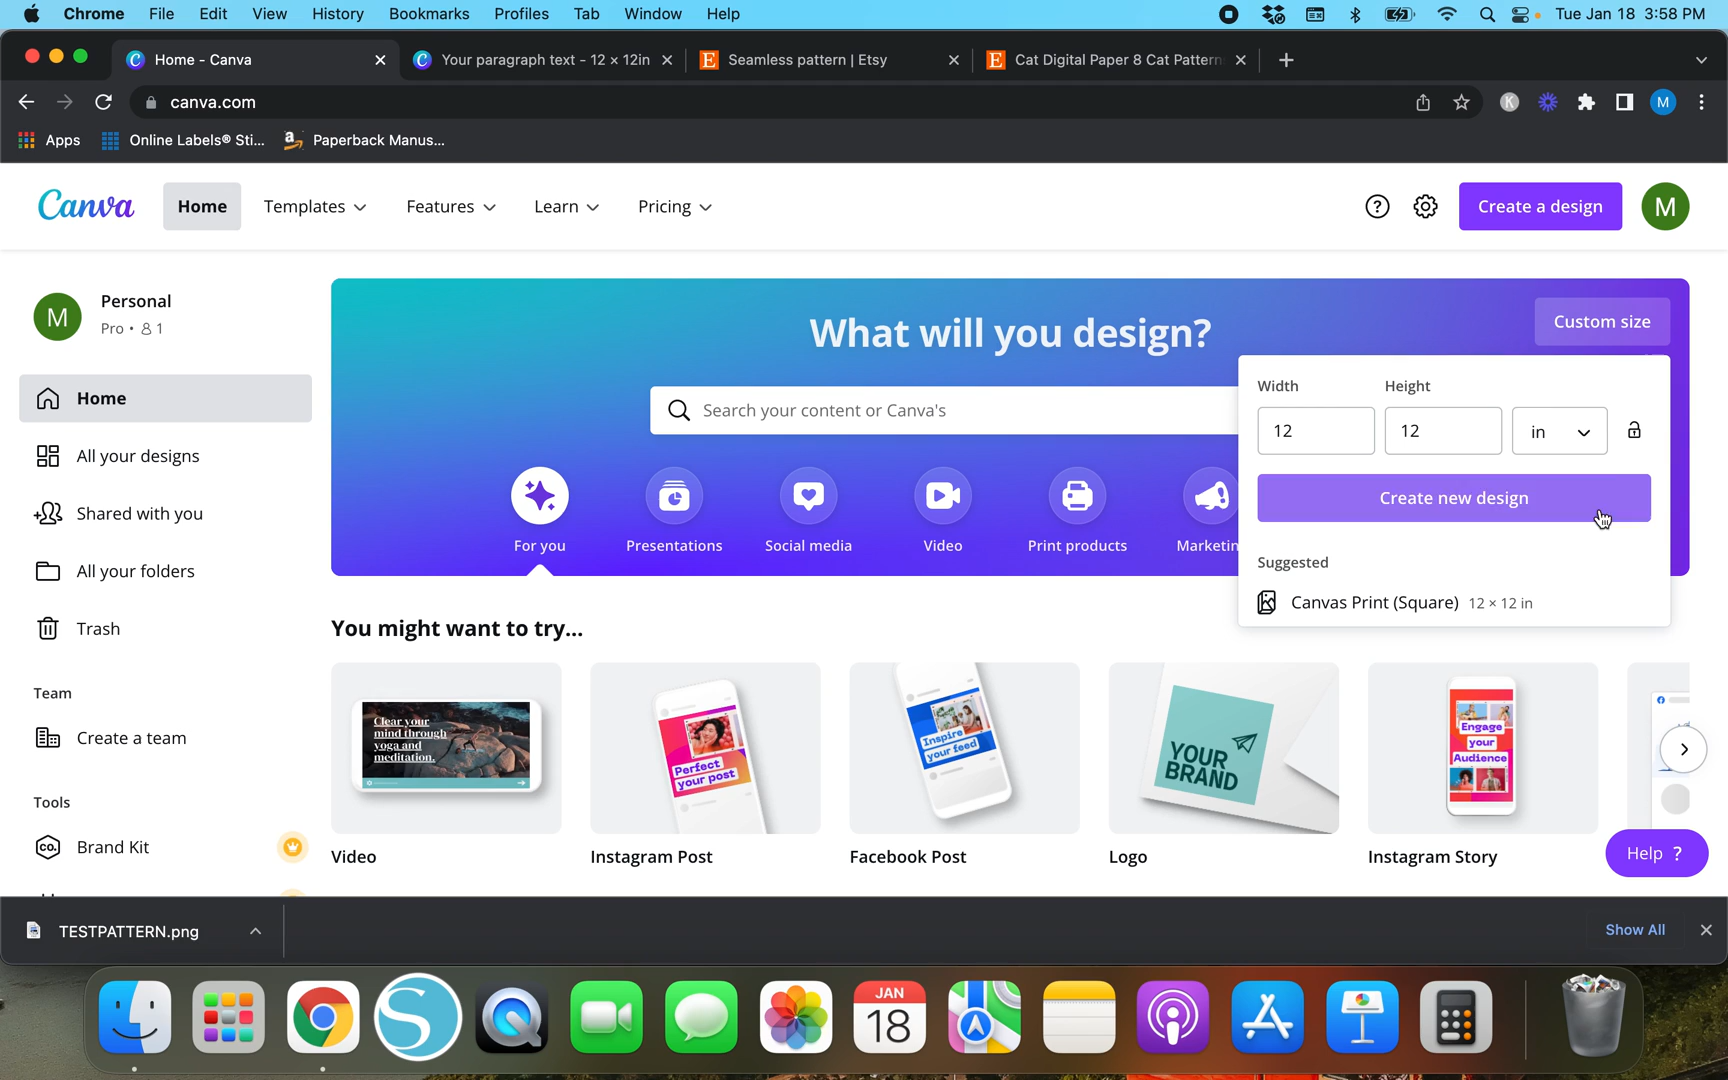 Chrome File Edit View History Bookmarks Profiles Tab Window Help Tue Jan 18 3:58 PM
Home - Canva Your paragraph text - 12 × 12in Seamless pattern | Etsy Cat Digital Paper 8 Cat Pattern
canva.com K M
Apps Online Labels® Sti... Paperback Manus...
Canva Home Templates Features Learn Pricing ? Create a design M
M Personal
Pro • 1
What will you design?
Custom size
Width Height
12 12 in
Search your content or Canva's
Create new design
For you Presentations Social media Video Print products Marketin
Suggested
Canvas Print (Square) 12 × 12 in
Home
All your designs
Shared with you
All your folders
Trash
Team
Create a team
Tools
co. Brand Kit
You might want to try...
Clear your
mind through
yoga and
meditation.
Perfect
your post
Inspire
your feed
YOUR
BRAND
Engage
your
Audience
Video Instagram Post Facebook Post Logo Instagram Story
Help ?
TESTPATTERN.png Show All
JAN
18